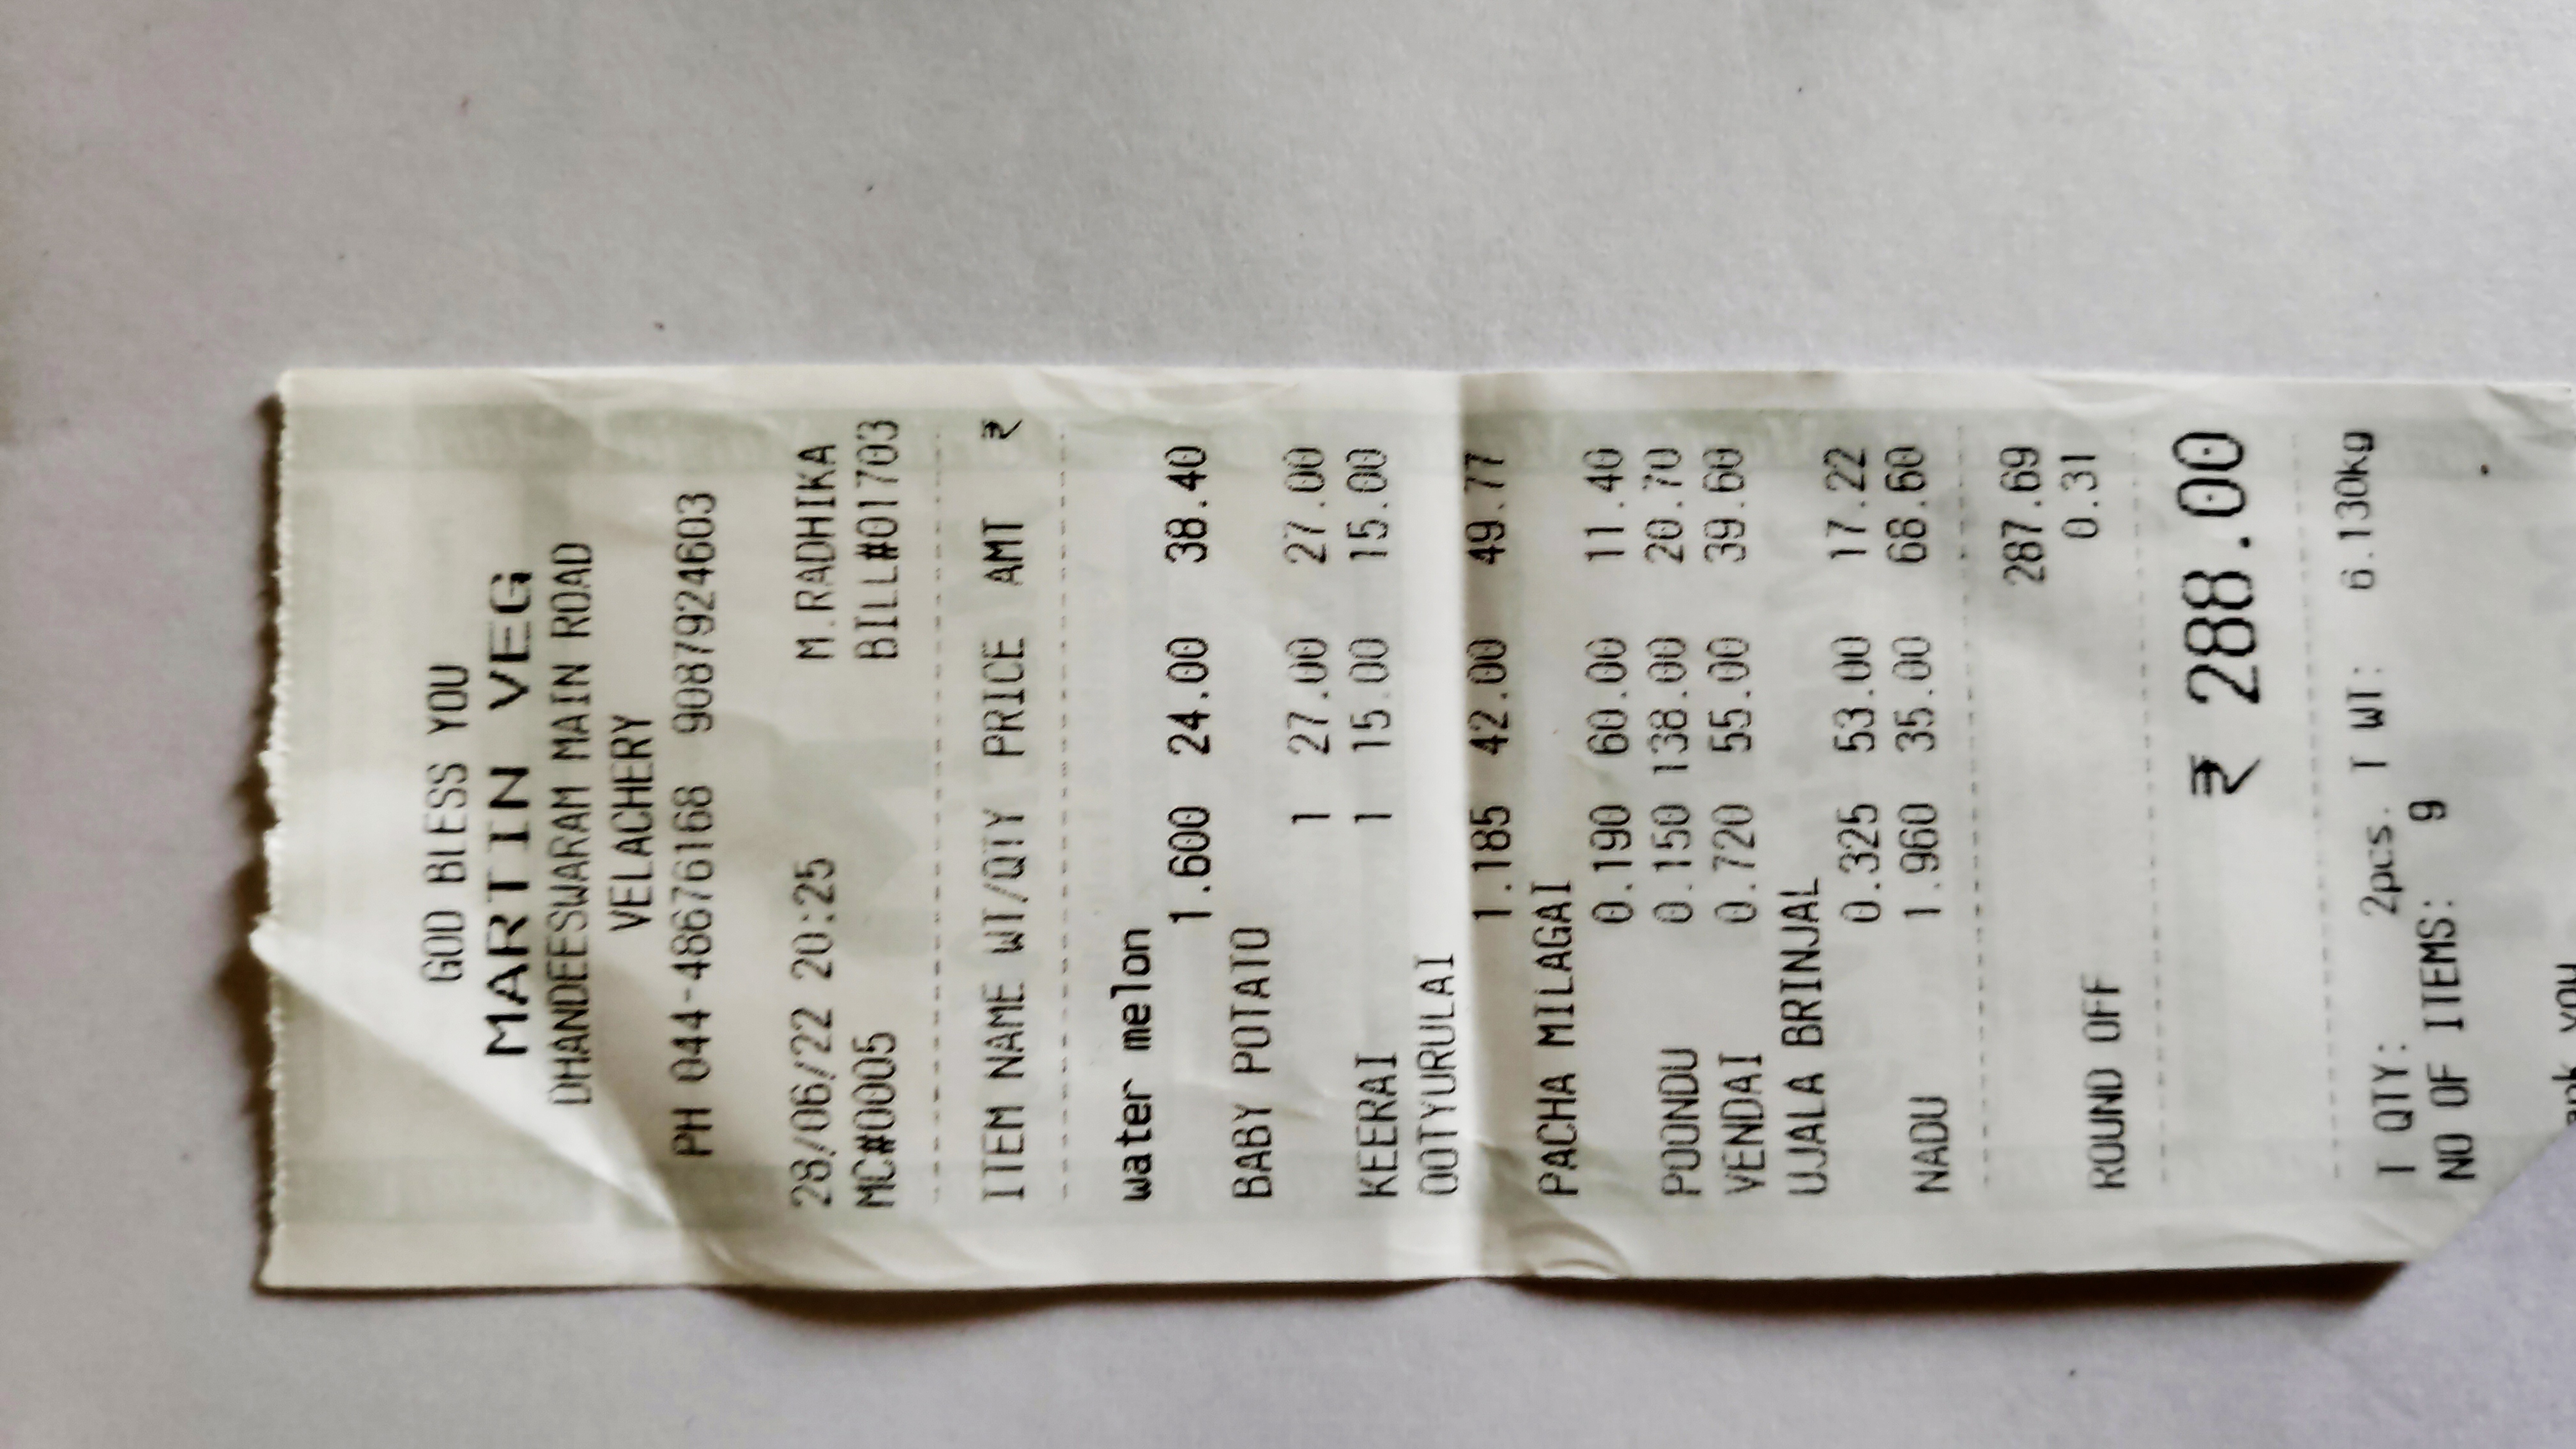 GOD BLESS YOU
MARTIN VEG
DHANDEESWARAM MAIN ROAD
VELACHERY
PH 044-48676168 9087924603
28/06/22 20:25 M.RADHIKA
MC#0005 BILL#01703
ITEM NAME WT/QTY PRICE AMT ₹
water melon
1.600 24.00 38.40
BABY POTATO
1 27.00 27.00
KEERAI 1 15.00 15.00
OOTYURULAI
1.185 42.00 49.77
PACHA MILAGAI
0.190 60.00 11.40
POONDU 0.150 138.00 20.70
VENDAI 0.720 55.00 39.60
UJALA BRINJAL
0.325 53.00 17.22
NADU 1.960 35.00 68.60
287.69
ROUND OFF 0.31
₹ 288.00
T QTY: 2pcs. T WT: 6.130kg
NO OF ITEMS: 9
you